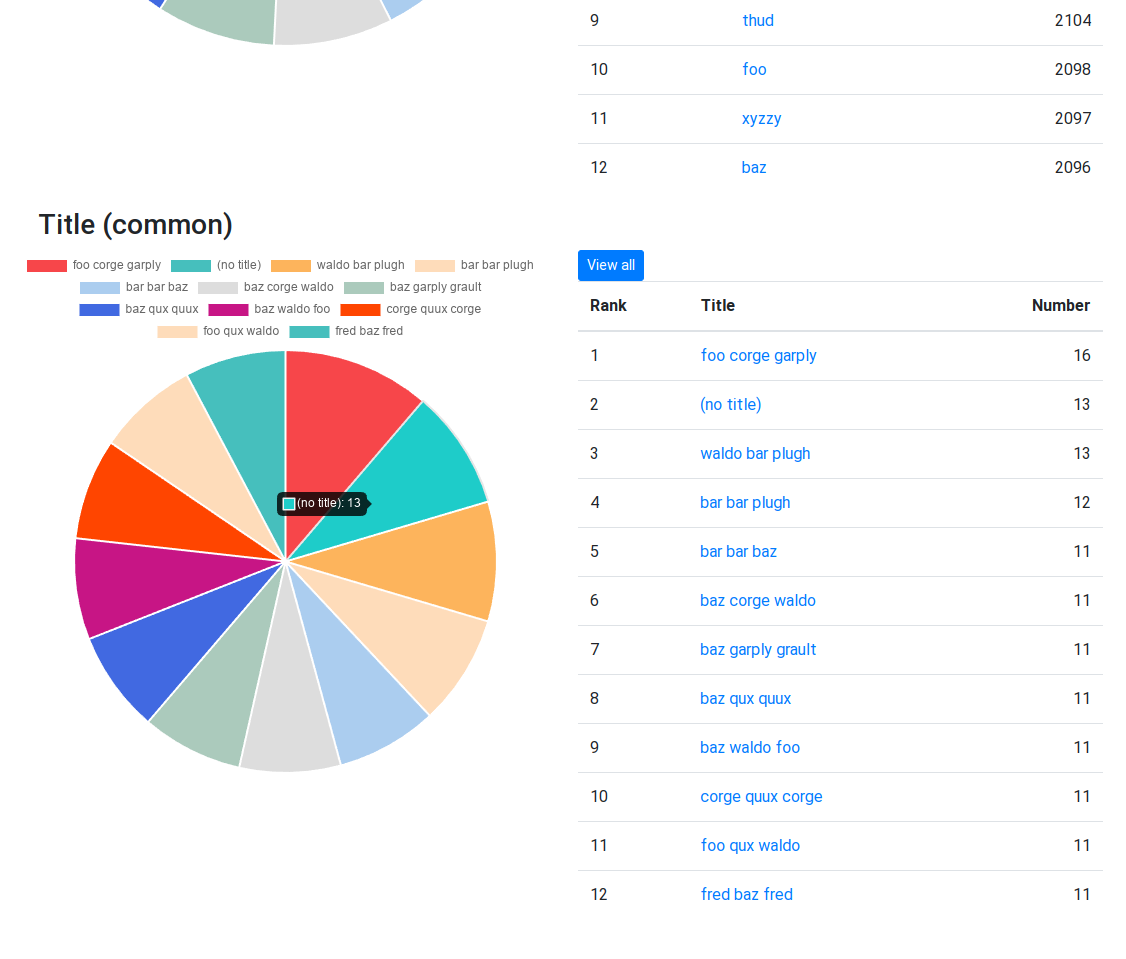 9 thud 2104
10 foo 2098
11 xyzzy 2097
12 baz 2096
Title (common)
foo corge garply (no title) waldo bar plugh bar bar plugh
bar bar baz baz corge waldo baz garply grault
baz qux quux baz waldo foo corge quux corge
foo qux waldo fred baz fred
(no title): 13
View all
Rank Title Number
1 foo corge garply 16
2 (no title) 13
3 waldo bar plugh 13
4 bar bar plugh 12
5 bar bar baz 11
6 baz corge waldo 11
7 baz garply grault 11
8 baz qux quux 11
9 baz waldo foo 11
10 corge quux corge 11
11 foo qux waldo 11
12 fred baz fred 11